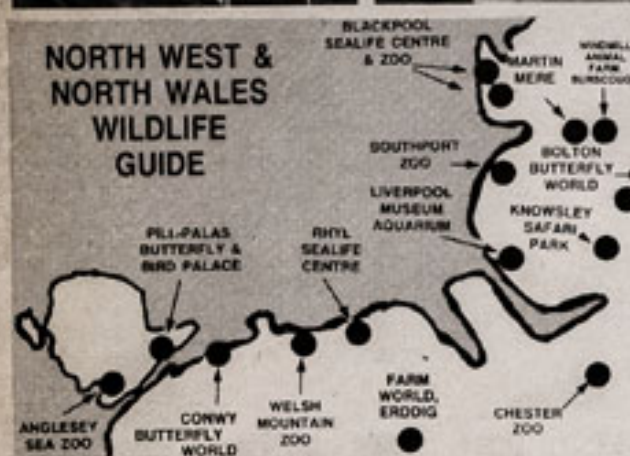 NORTH WEST &
NORTH WALES
WILDLIFE
GUIDE
BLACKPOOL
SEALIFE CENTRE
& ZOO
MARTIN
MERE
WINDMILL
ANIMAL
FARM
BURSCOUG
SOUTHPORT
ZOO
BOLTON
BUTTERFLY
WORLD
LIVERPOOL
MUSEUM
AQUARIUM
KNOWSLEY
SAFARI
PARK
PILI-PALAS
BUTTERFLY &
BIRD PALACE
RHYL
SEALIFE
CENTRE
ANGLESEY
SEA ZOO
CONWY
BUTTERFLY
WORLD
WELSH
MOUNTAIN
ZOO
FARM
WORLD,
ERDDIG
CHESTER
ZOO